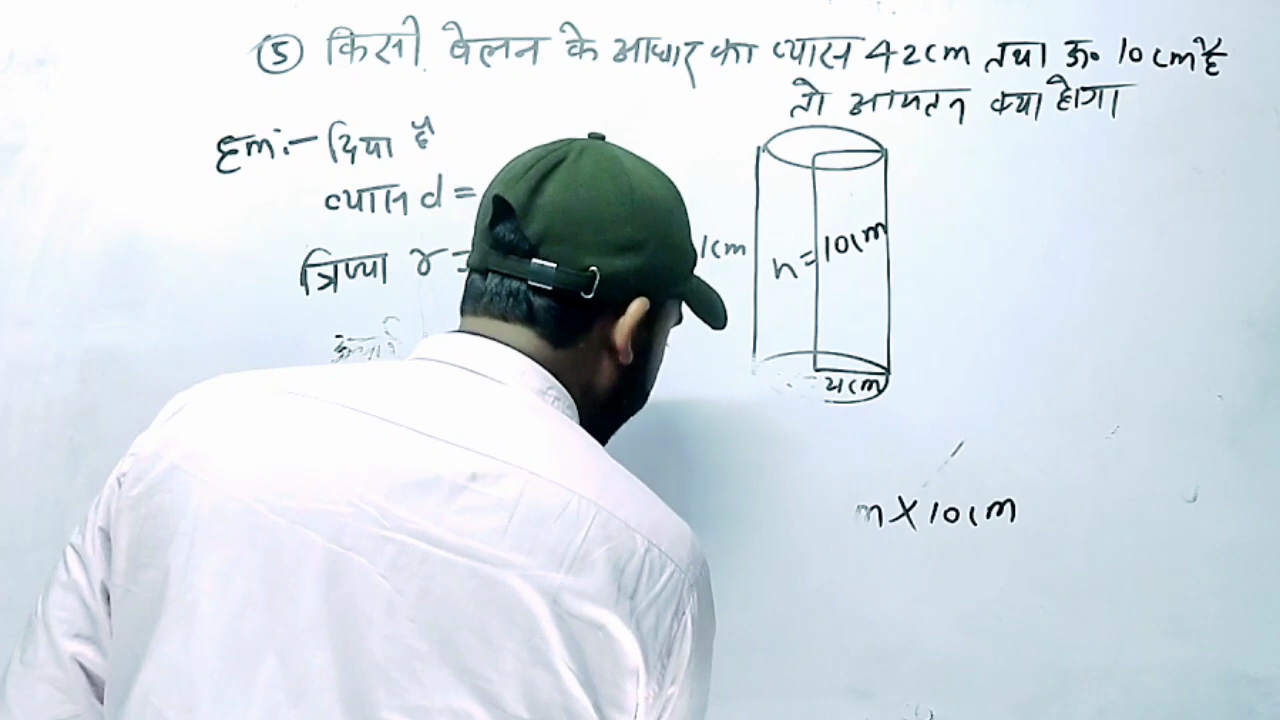 ⑤ किसी बेलन के आधार का व्यास 42cm तथा ऊ॰ 10cm है
तो आयतन क्या होगा
हल:- दिया है
व्यास d =
त्रिज्या r =
1cm
h = 10cm
21cm
m × 10cm